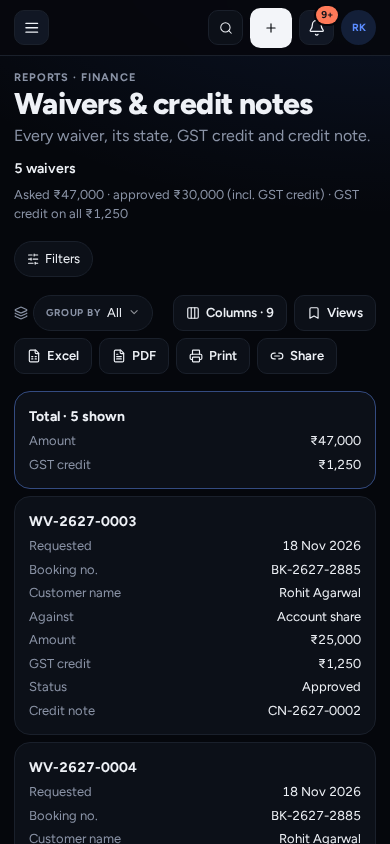 9+
RK
REPORTS · FINANCE
Waivers & credit notes
Every waiver, its state, GST credit and credit note.
5 waivers
Asked ₹47,000 · approved ₹30,000 (incl. GST credit) · GST
credit on all ₹1,250
Filters
GROUP BY All
Columns · 9
Views
Excel
PDF
Print
Share
Total · 5 shown
Amount ₹47,000
GST credit ₹1,250
WV-2627-0003
Requested 18 Nov 2026
Booking no. BK-2627-2885
Customer name Rohit Agarwal
Against Account share
Amount ₹25,000
GST credit ₹1,250
Status Approved
Credit note CN-2627-0002
WV-2627-0004
Requested 18 Nov 2026
Booking no. BK-2627-2885
Customer name Rohit Agarwal